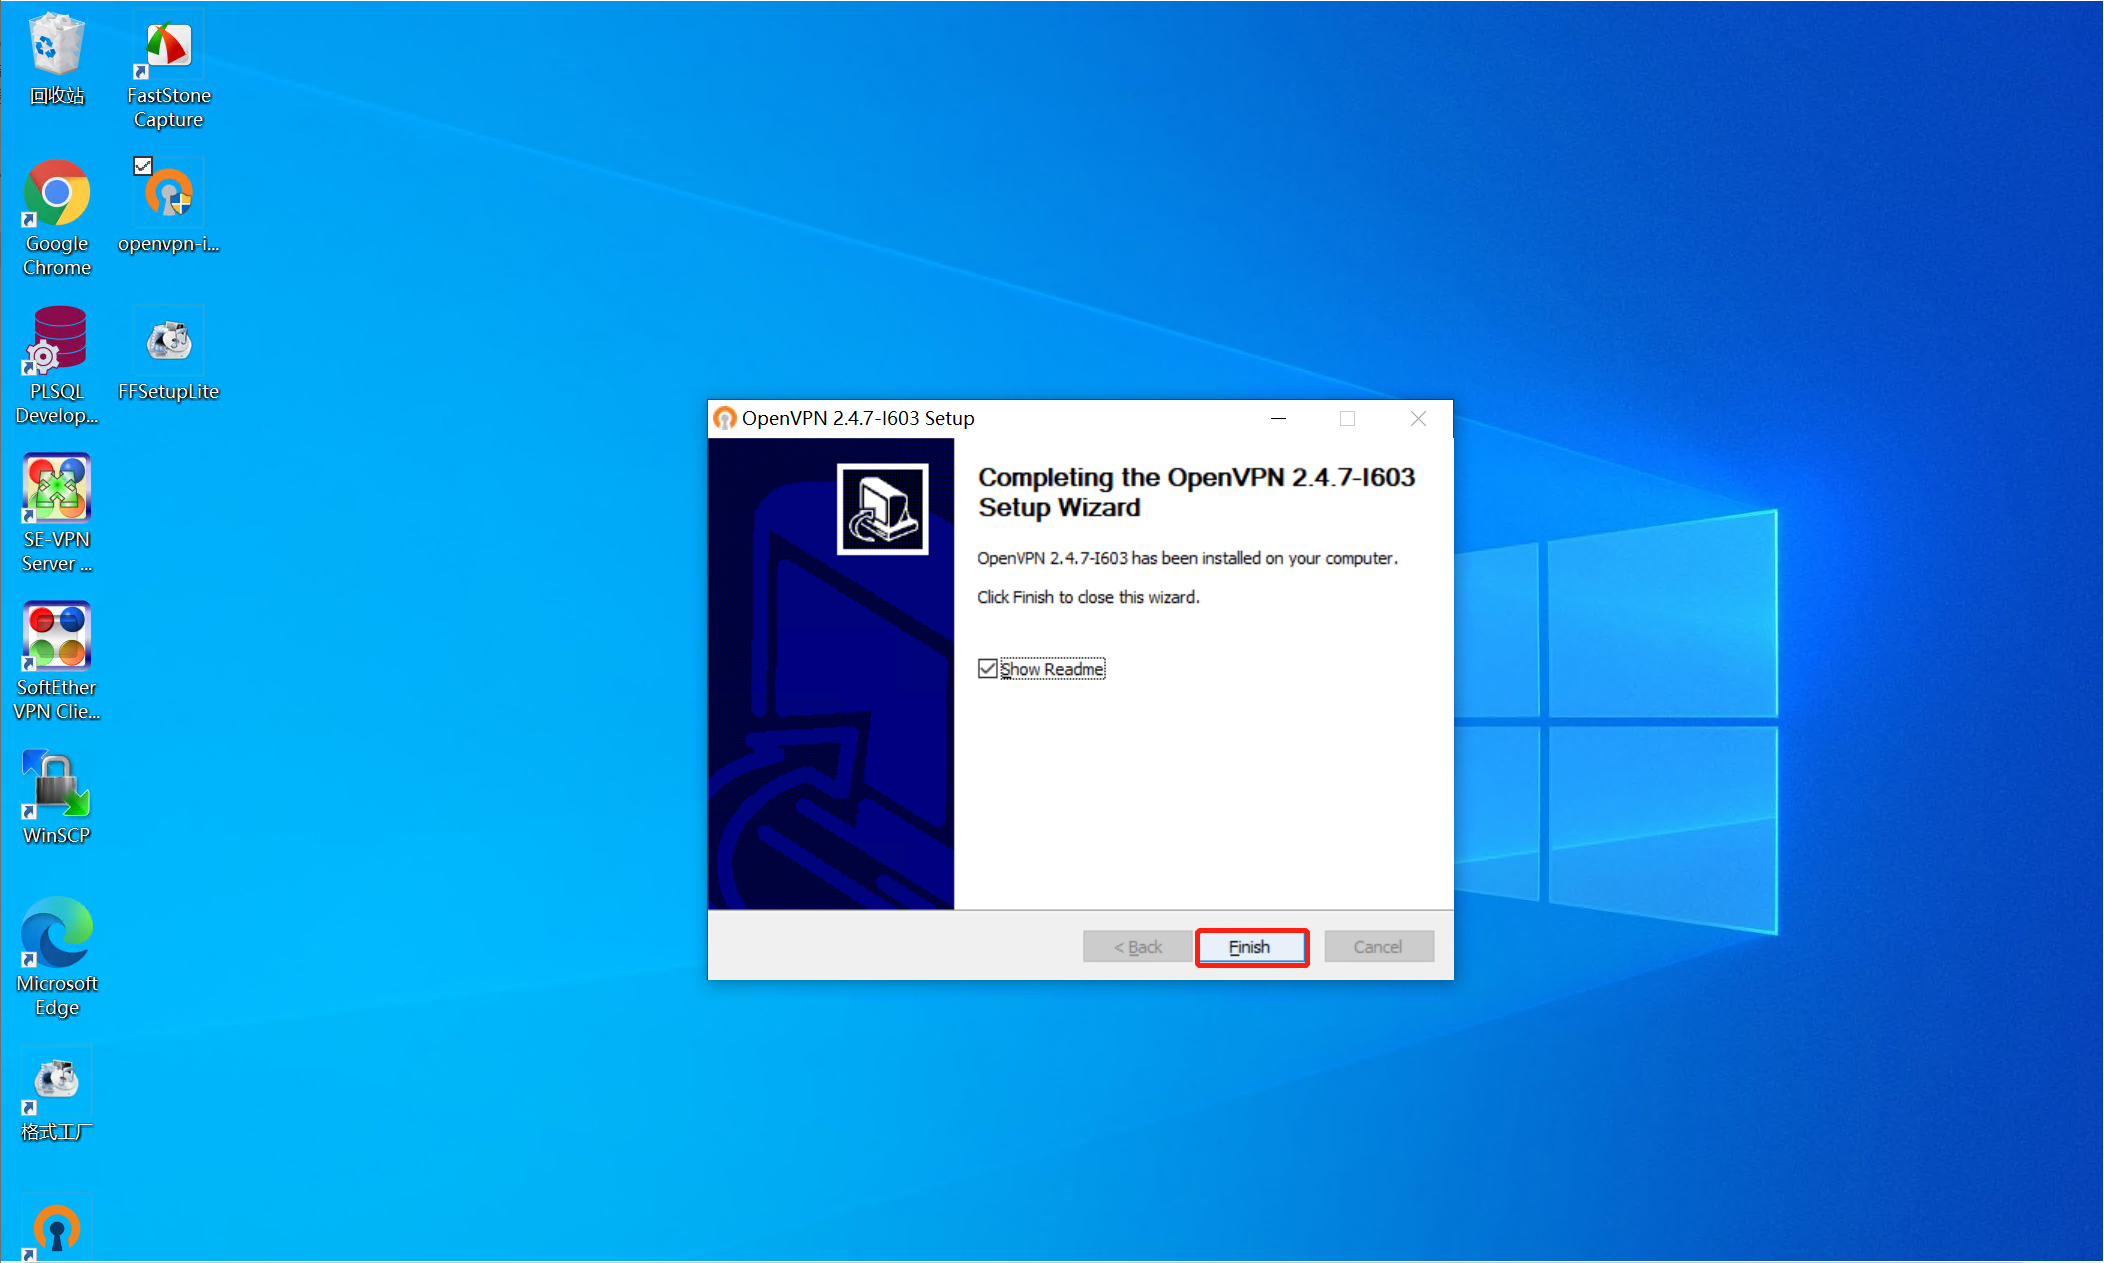 回收站
FastStone
Capture
Google
Chrome
openvpn-i...
PLSQL
Develop...
FFSetupLite
SE-VPN
Server ...
SoftEther
VPN Clie...
WinSCP
Microsoft
Edge
格式工厂
OpenVPN 2.4.7-I603 Setup
Completing the OpenVPN 2.4.7-I603
Setup Wizard
OpenVPN 2.4.7-I603 has been installed on your computer.
Click Finish to close this wizard.
Show Readme
< Back
Finish
Cancel